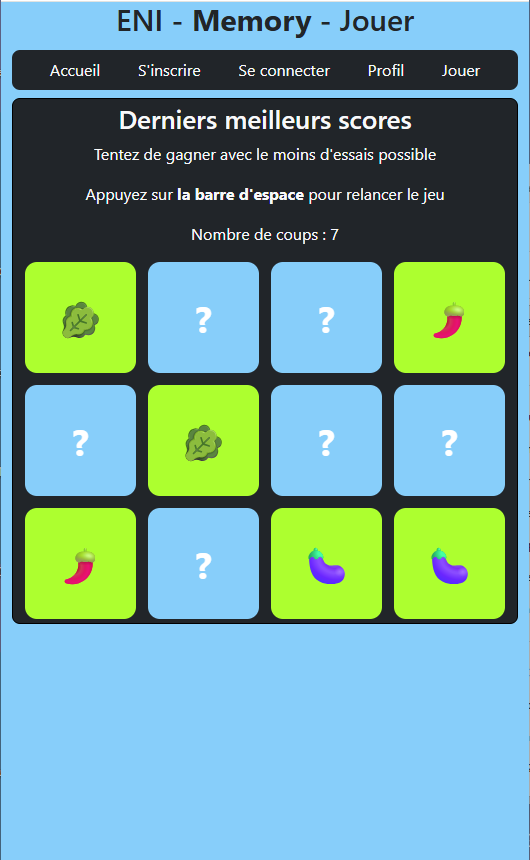 ENI - Memory - Jouer
Accueil S'inscrire Se connecter Profil Jouer
Derniers meilleurs scores
Tentez de gagner avec le moins d'essais possible
Appuyez sur la barre d'espace pour relancer le jeu
Nombre de coups : 7
? ?
? ? ?
?